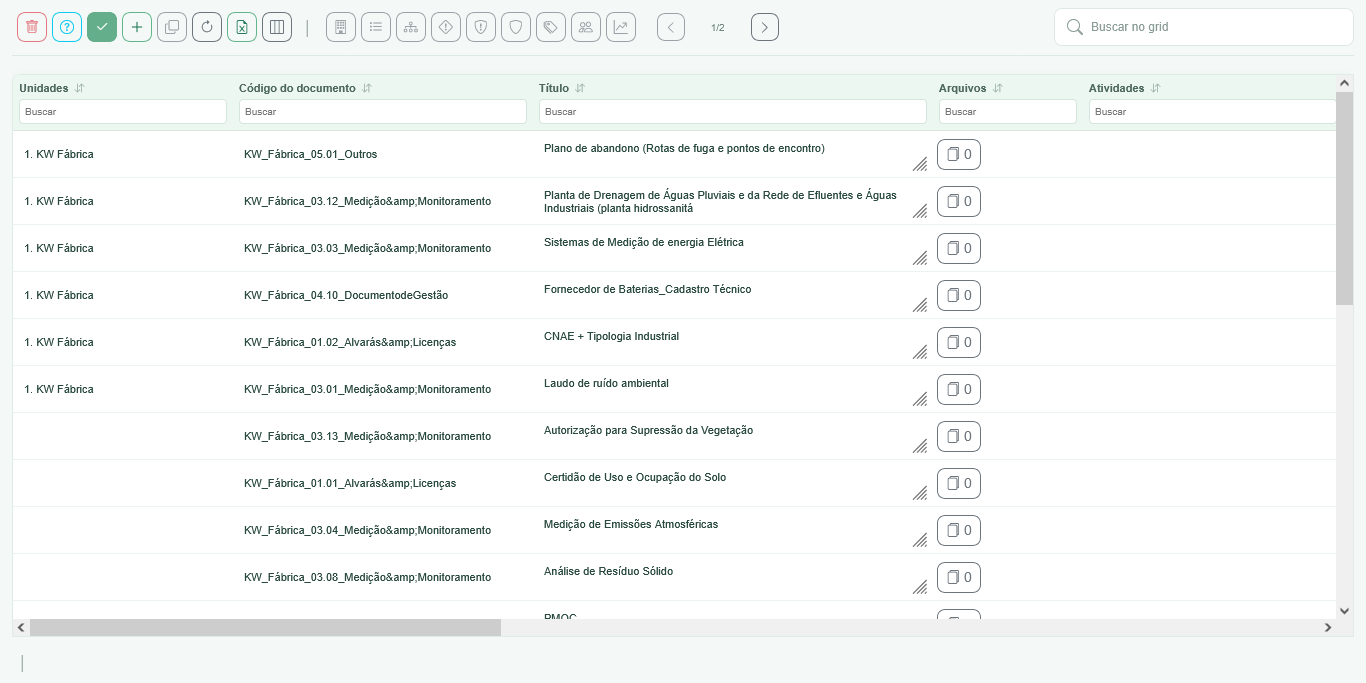 1/2
Buscar no grid
Unidades Código do documento Título Arquivos Atividades
Buscar Buscar Buscar Buscar Buscar
1. KW Fábrica KW_Fábrica_05.01_Outros Plano de abandono (Rotas de fuga e pontos de encontro) 0
1. KW Fábrica KW_Fábrica_03.12_Medição&amp;Monitoramento Planta de Drenagem de Águas Pluviais e da Rede de Efluentes e Águas
Industriais (planta hidrossanitá 0
1. KW Fábrica KW_Fábrica_03.03_Medição&amp;Monitoramento Sistemas de Medição de energia Elétrica 0
1. KW Fábrica KW_Fábrica_04.10_DocumentodeGestão Fornecedor de Baterias_Cadastro Técnico 0
1. KW Fábrica KW_Fábrica_01.02_Alvarás&amp;Licenças CNAE + Tipologia Industrial 0
1. KW Fábrica KW_Fábrica_03.01_Medição&amp;Monitoramento Laudo de ruído ambiental 0
KW_Fábrica_03.13_Medição&amp;Monitoramento Autorização para Supressão da Vegetação 0
KW_Fábrica_01.01_Alvarás&amp;Licenças Certidão de Uso e Ocupação do Solo 0
KW_Fábrica_03.04_Medição&amp;Monitoramento Medição de Emissões Atmosféricas 0
KW_Fábrica_03.08_Medição&amp;Monitoramento Análise de Resíduo Sólido 0
PMOC